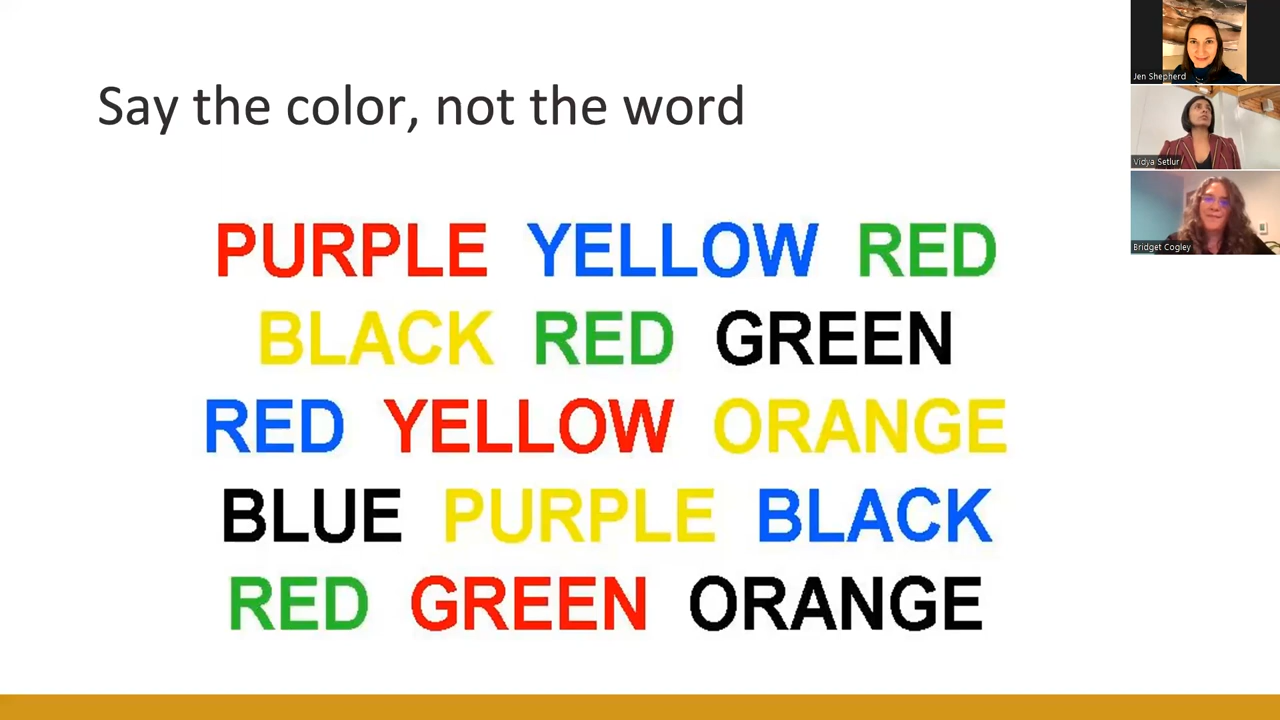 Say the color, not the word
PURPLE YELLOW RED
BLACK RED GREEN
RED YELLOW ORANGE
BLUE PURPLE BLACK
RED GREEN ORANGE
Jen Shepherd
Vidya Setlur
Bridget Cogley